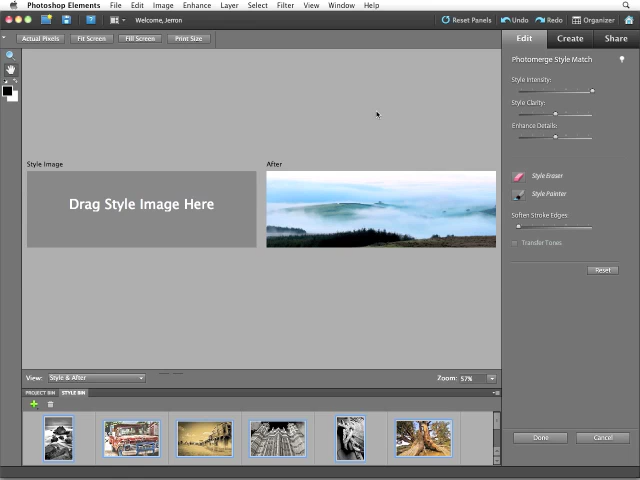 Photoshop Elements File Edit Image Enhance Layer Select Filter View Window Help
Welcome, Jerron Reset Panels Undo Redo Organizer
Actual Pixels Fit Screen Fill Screen Print Size
Edit Create Share
Photomerge Style Match
Style Intensity:
Style Clarity:
Enhance Details:
Style Eraser
Style Painter
Soften Stroke Edges:
Transfer Tones
Reset
Style Image After
Drag Style Image Here
View: Style & After Zoom: 57%
PROJECT BIN STYLE BIN
Done Cancel